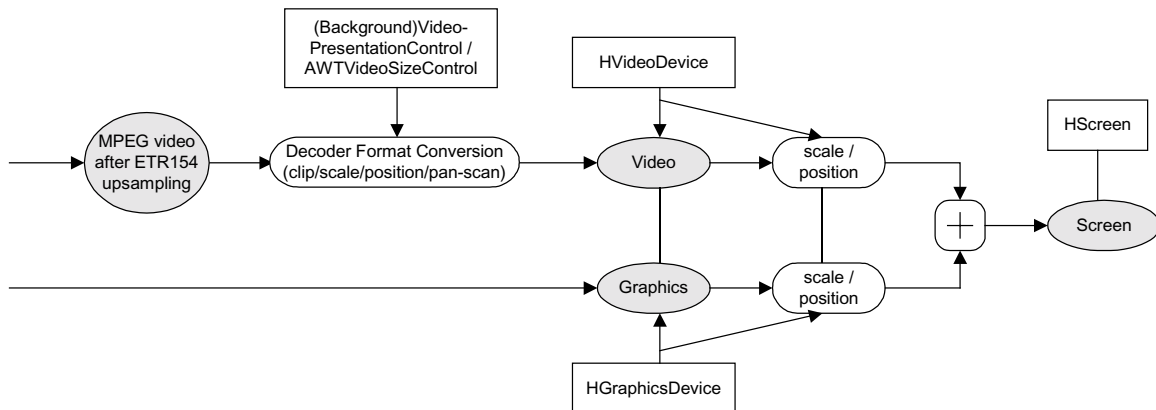 (Background)Video-
PresentationControl /
AWTVideoSizeControl
HVideoDevice
HScreen
MPEG video
after ETR154
upsampling
Decoder Format Conversion
(clip/scale/position/pan-scan)
Video
scale /
position
Screen
Graphics
scale /
position
HGraphicsDevice